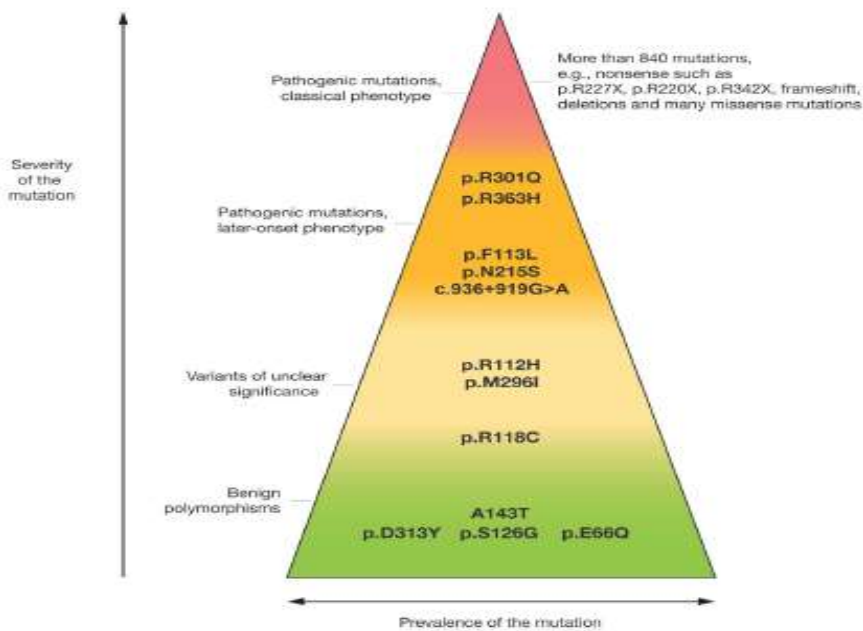 More than 840 mutations,
e.g., nonsense such as
p.R227X, p.R220X, p.R342X, frameshift,
deletions and many missense mutations
Pathogenic mutations,
classical phenotype
Severity
of the
mutation
p.R301Q
p.R363H
Pathogenic mutations,
later-onset phenotype
p.F113L
p.N215S
c.936+919G>A
p.R112H
p.M296I
Variants of unclear
significance
p.R118C
Benign
polymorphisms
A143T
p.D313Y p.S126G p.E66Q
Prevalence of the mutation